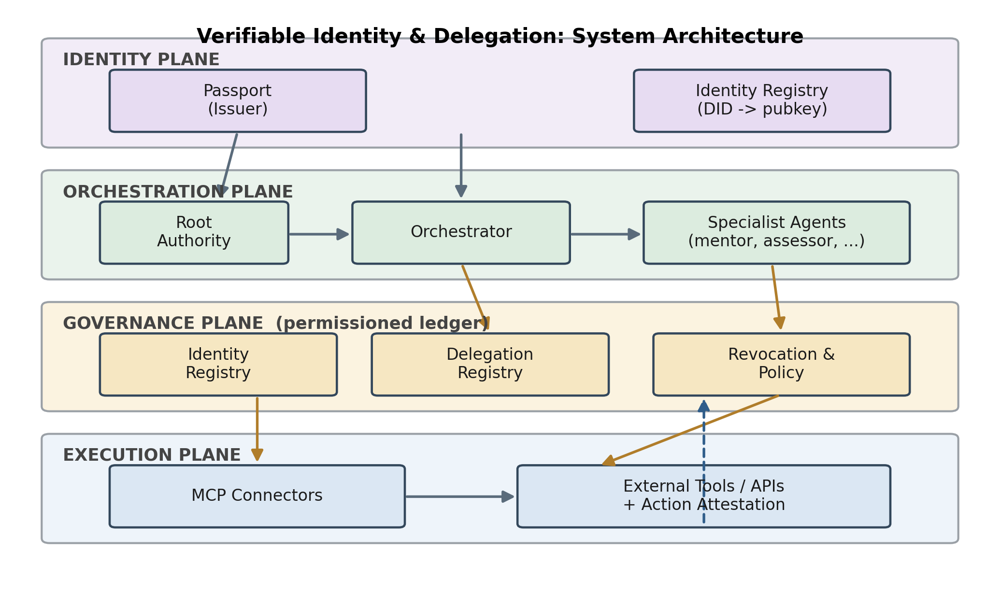 Verifiable Identity & Delegation: System Architecture
IDENTITY PLANE
Passport
(Issuer)
Identity Registry
(DID -> pubkey)
ORCHESTRATION PLANE
Root
Authority
Orchestrator
Specialist Agents
(mentor, assessor, ...)
GOVERNANCE PLANE  (permissioned ledger)
Identity
Registry
Delegation
Registry
Revocation &
Policy
EXECUTION PLANE
MCP Connectors
External Tools / APIs
+ Action Attestation